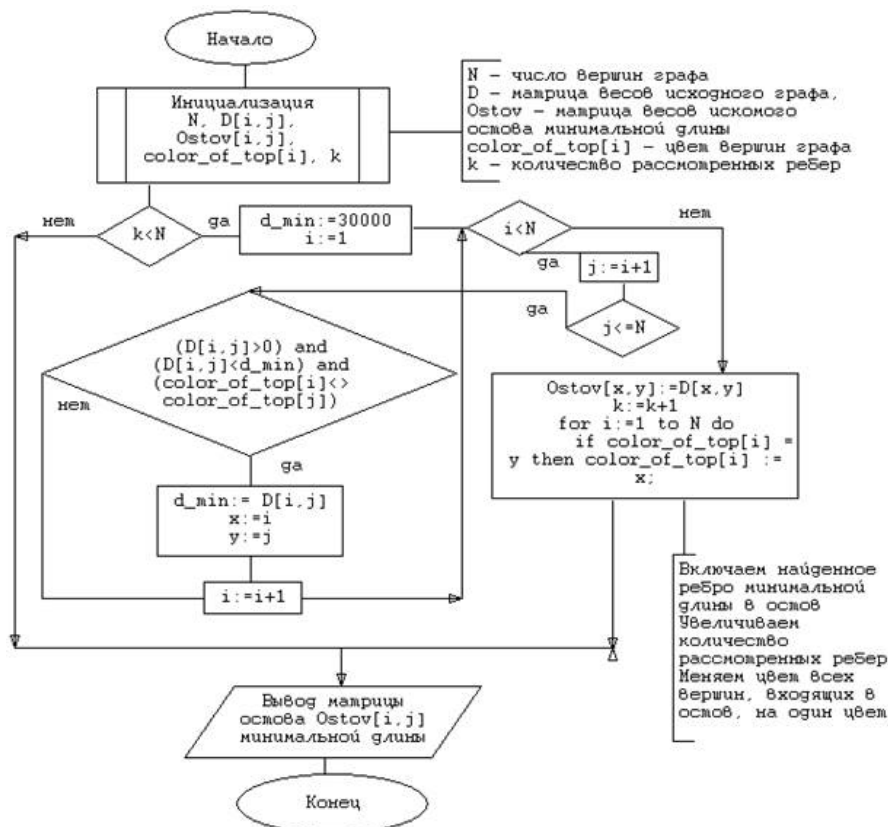 Начало
Инициализация
N, D[i,j],
Ostov[i,j],
color_of_top[i], k
N – число вершин графа
D – матрица весов исходного графа,
Ostov – матрица весов искомого
остова минимальной длины
color_of_top[i] – цвет вершин графа
k – количество рассмотренных ребер
нет
k<N
да
d_min:=30000
i:=1
i<N
нет
да
j:=i+1
да
j<=N
(D[i,j]>0) and
(D[i,j]<d_min) and
(color_of_top[i]<>
color_of_top[j])
нет
да
d_min:= D[i,j]
x:=i
y:=j
i:=i+1
Ostov[x,y]:=D[x,y]
k:=k+1
for i:=1 to N do
if color_of_top[i] =
y then color_of_top[i] :=
x;
Включаем найденное
ребро минимальной
длины в остов
Увеличиваем
количество
рассмотренных ребер
Меняем цвет всех
вершин, входящих в
остов, на один цвет
Вывод матрицы
остова Ostov[i,j]
минимальной длины
Конец